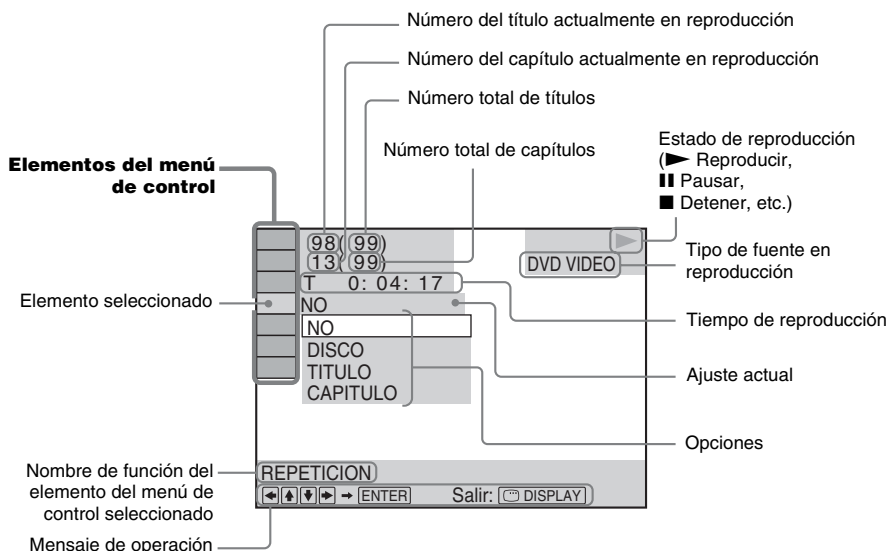 Número del título actualmente en reproducción
Número del capítulo actualmente en reproducción
Número total de títulos
Número total de capítulos
Estado de reproducción
(► Reproducir,
❚❚ Pausar,
■ Detener, etc.)
Elementos del menú
de control
98( 99)
13( 99)
T 0: 04: 17
NO
NO
DISCO
TITULO
CAPITULO
►
DVD VIDEO
Tipo de fuente en
reproducción
Elemento seleccionado
Tiempo de reproducción
Ajuste actual
Opciones
Nombre de función del
elemento del menú de
control seleccionado
REPETICION
← ↑ ↓ → → ENTER Salir: DISPLAY
Mensaje de operación